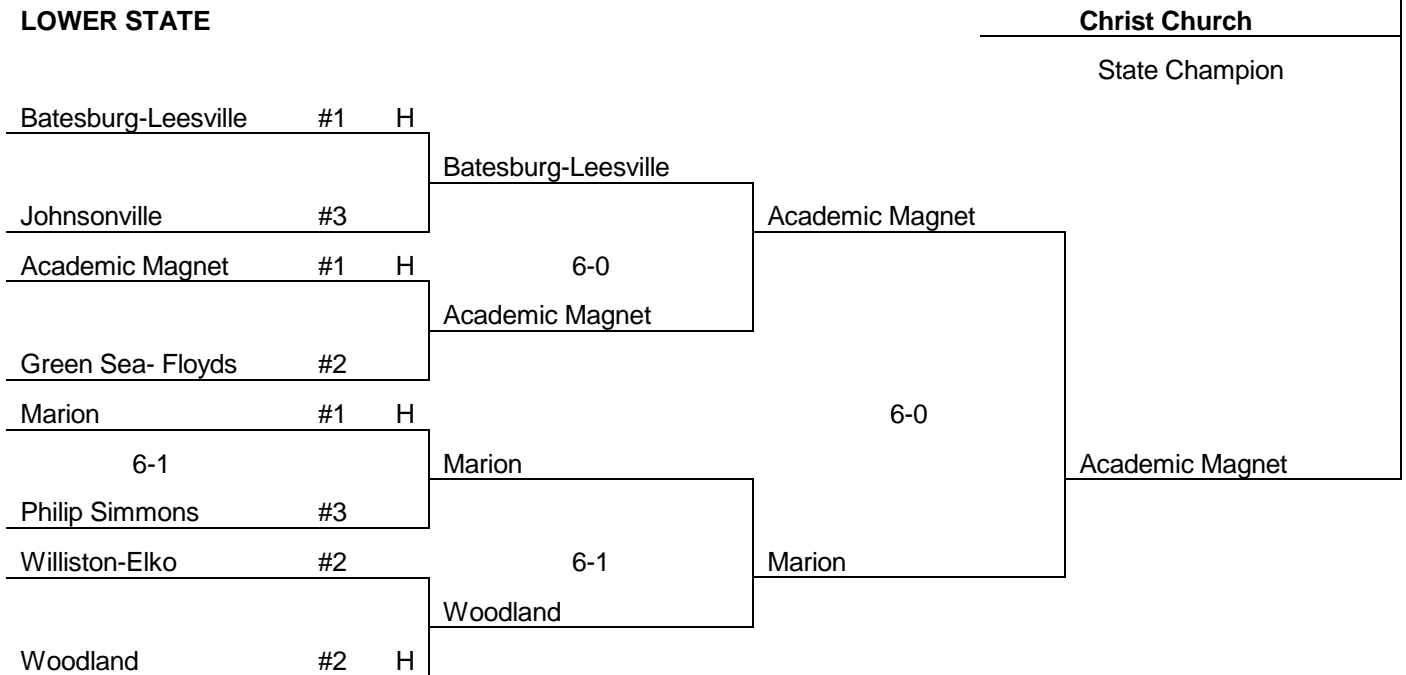 LOWER STATE Christ Church
State Champion
Batesburg-Leesville #1 H
Batesburg-Leesville
Johnsonville #3 Academic Magnet
Academic Magnet #1 H 6-0
Academic Magnet
Green Sea- Floyds #2
Marion #1 H 6-0
6-1 Marion Academic Magnet
Philip Simmons #3
Williston-Elko #2 6-1 Marion
Woodland
Woodland #2 H